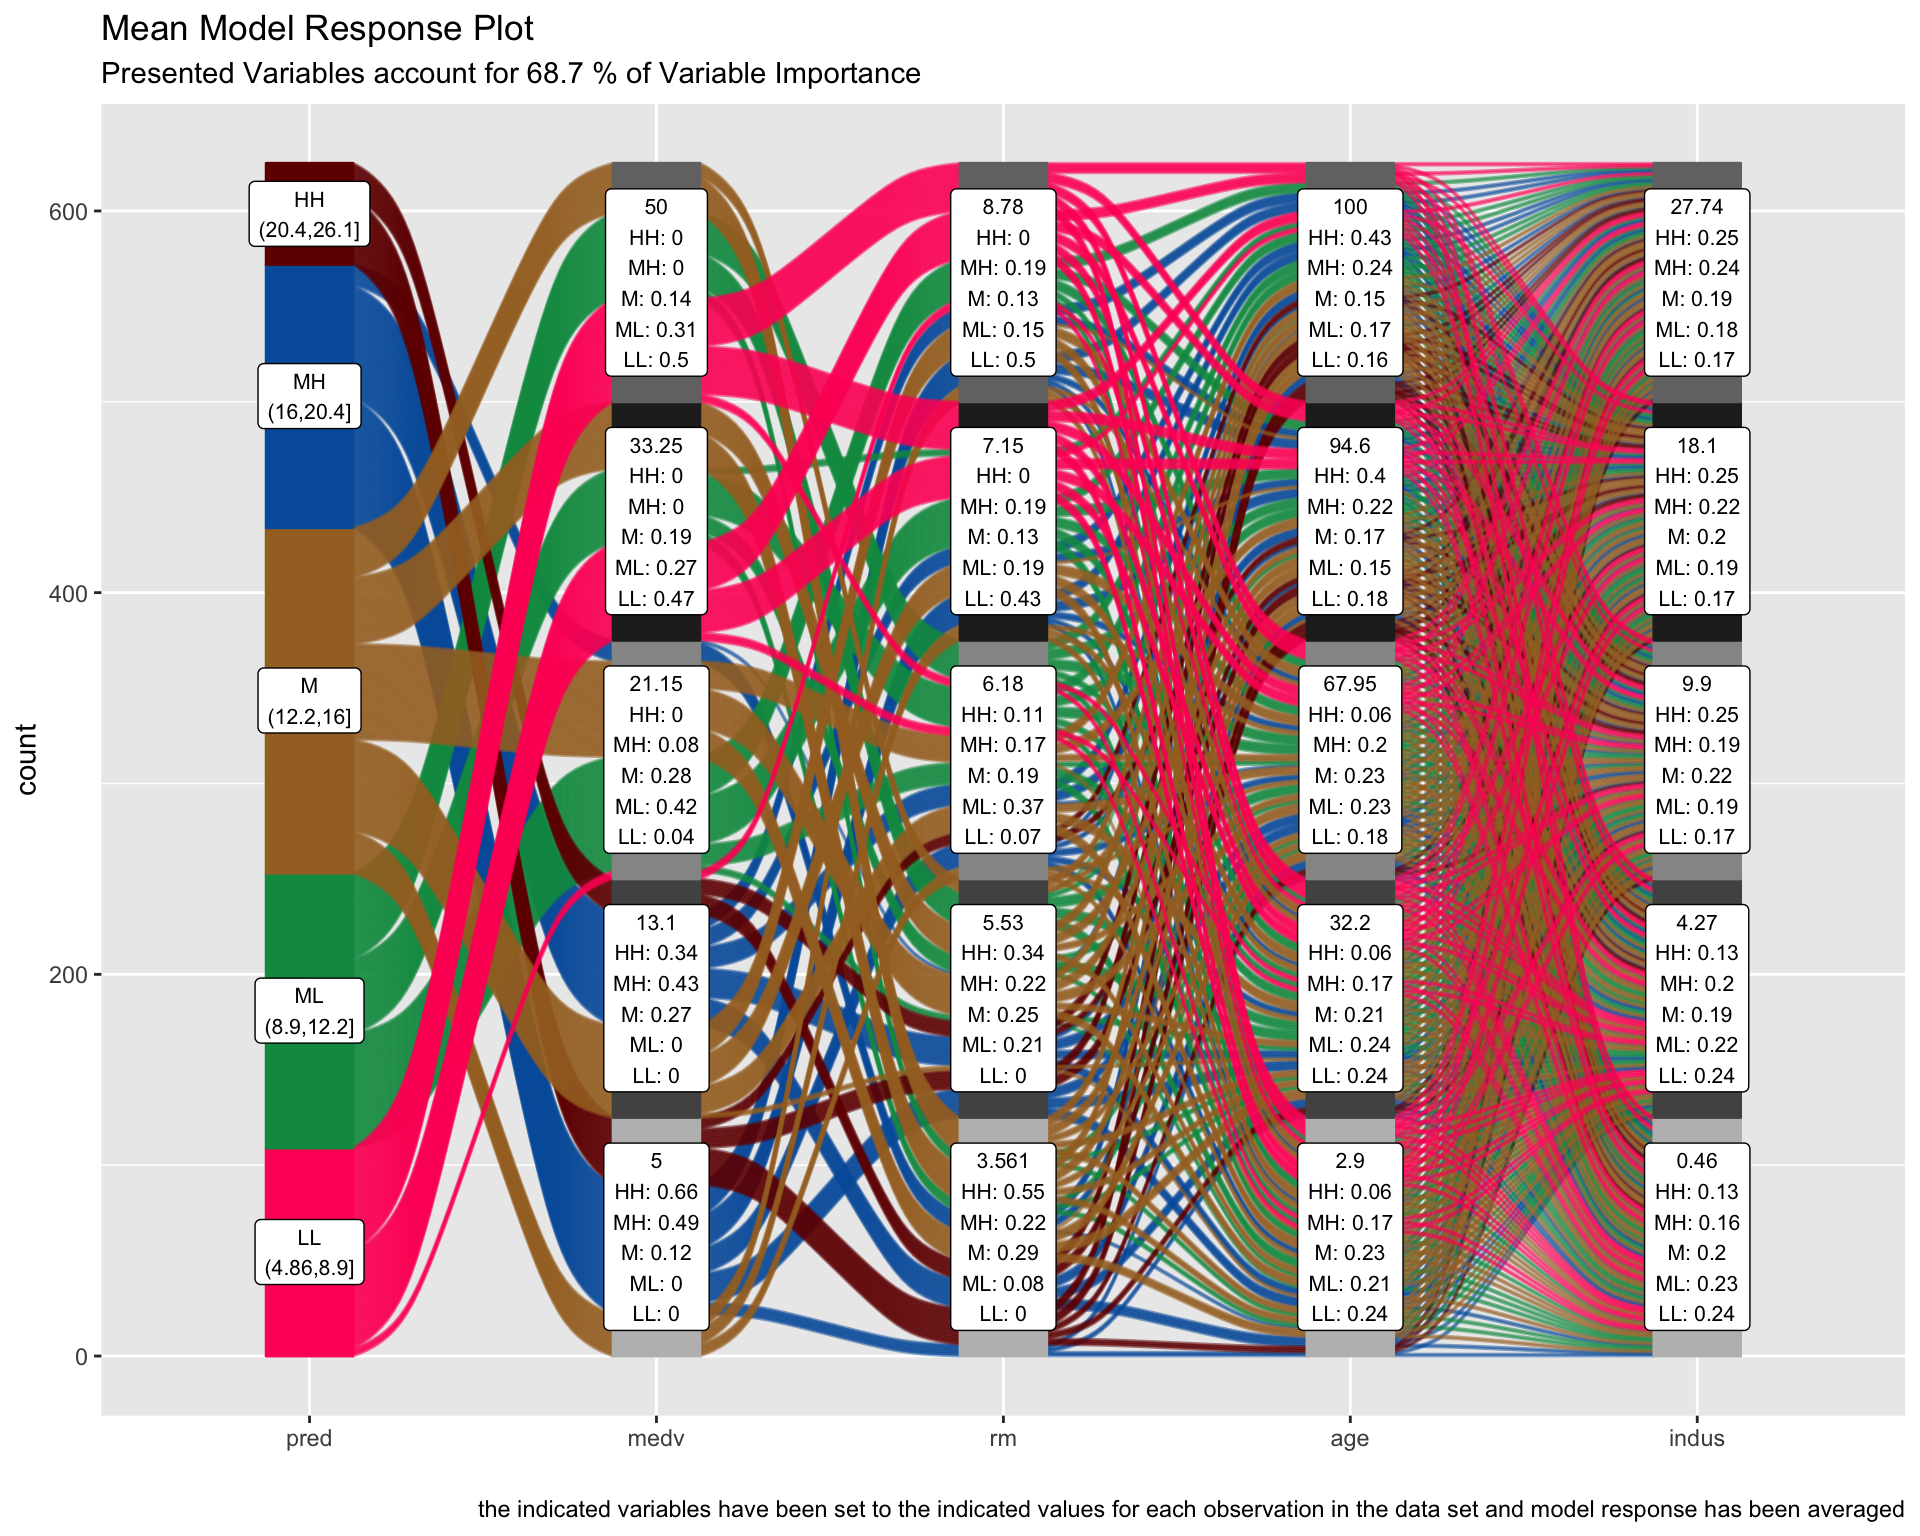 Mean Model Response Plot
Presented Variables account for 68.7 % of Variable Importance
count
600
400
200
0
HH
(20.4,26.1]
MH
(16,20.4]
M
(12.2,16]
ML
(8.9,12.2]
LL
(4.86,8.9]
50
HH: 0
MH: 0
M: 0.14
ML: 0.31
LL: 0.5
33.25
HH: 0
MH: 0
M: 0.19
ML: 0.27
LL: 0.47
21.15
HH: 0
MH: 0.08
M: 0.28
ML: 0.42
LL: 0.04
13.1
HH: 0.34
MH: 0.43
M: 0.27
ML: 0
LL: 0
5
HH: 0.66
MH: 0.49
M: 0.12
ML: 0
LL: 0
8.78
HH: 0
MH: 0.19
M: 0.13
ML: 0.15
LL: 0.5
7.15
HH: 0
MH: 0.19
M: 0.13
ML: 0.19
LL: 0.43
6.18
HH: 0.11
MH: 0.17
M: 0.19
ML: 0.37
LL: 0.07
5.53
HH: 0.34
MH: 0.22
M: 0.25
ML: 0.21
LL: 0
3.561
HH: 0.55
MH: 0.22
M: 0.29
ML: 0.08
LL: 0
100
HH: 0.43
MH: 0.24
M: 0.15
ML: 0.17
LL: 0.16
94.6
HH: 0.4
MH: 0.22
M: 0.17
ML: 0.15
LL: 0.18
67.95
HH: 0.06
MH: 0.2
M: 0.23
ML: 0.23
LL: 0.18
32.2
HH: 0.06
MH: 0.17
M: 0.21
ML: 0.24
LL: 0.24
2.9
HH: 0.06
MH: 0.17
M: 0.23
ML: 0.21
LL: 0.24
27.74
HH: 0.25
MH: 0.24
M: 0.19
ML: 0.18
LL: 0.17
18.1
HH: 0.25
MH: 0.22
M: 0.2
ML: 0.19
LL: 0.17
9.9
HH: 0.25
MH: 0.19
M: 0.22
ML: 0.19
LL: 0.17
4.27
HH: 0.13
MH: 0.2
M: 0.19
ML: 0.22
LL: 0.24
0.46
HH: 0.13
MH: 0.16
M: 0.2
ML: 0.23
LL: 0.24
pred
medv
rm
age
indus
the indicated variables have been set to the indicated values for each observation in the data set and model response has been averaged